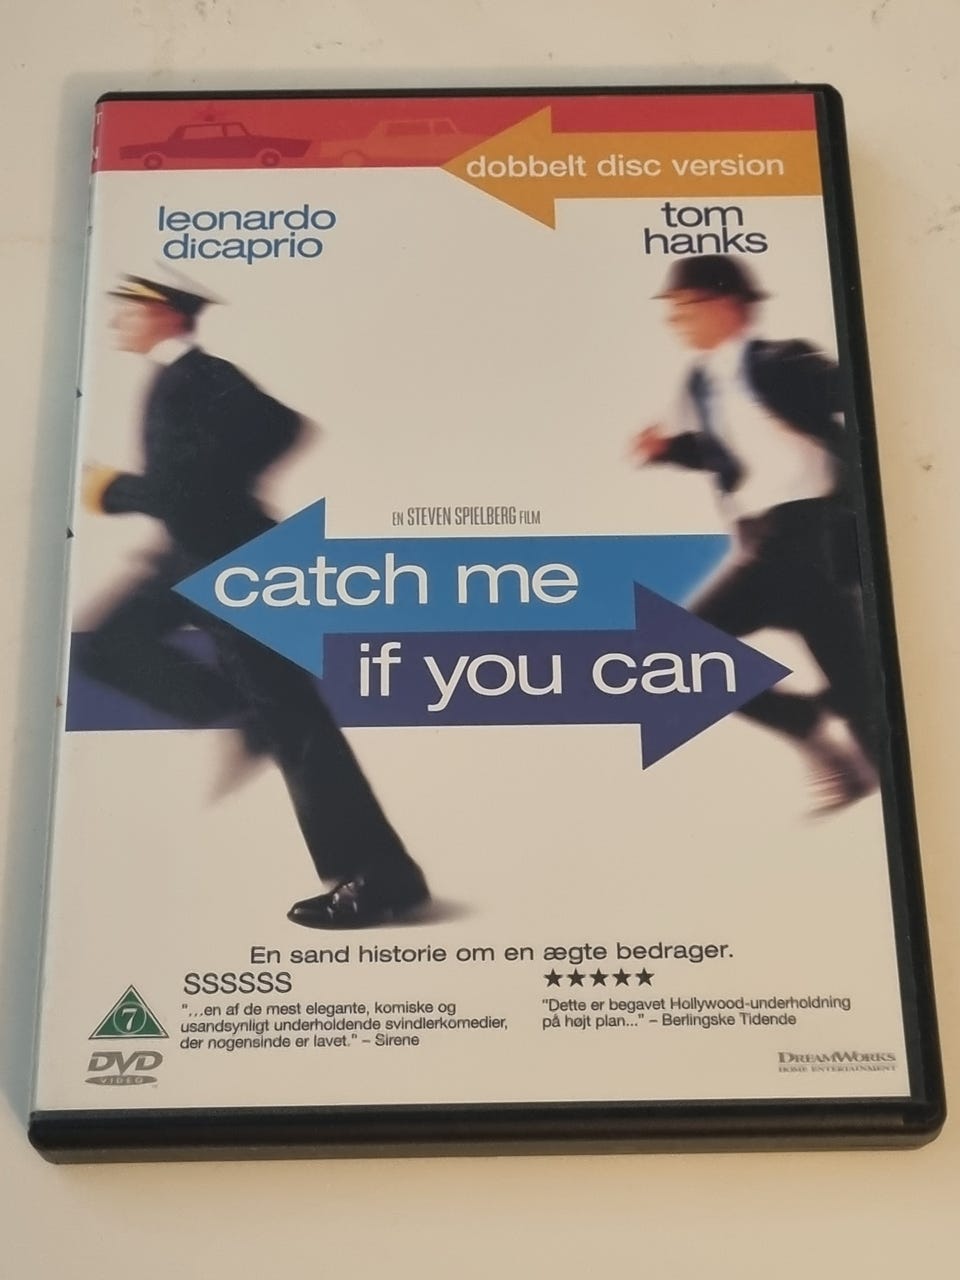 dobbelt disc version
leonardo
dicaprio
tom
hanks
EN STEVEN SPIELBERG FILM
catch me
if you can
En sand historie om en ægte bedrager.
SSSSSS
★★★★★
"...en af de mest elegante, komiske og
usandsynligt underholdende svindlerkomedier,
der nogensinde er lavet." – Sirene
"Dette er begavet Hollywood-underholdning
på højt plan..." – Berlingske Tidende
7
DVD
VIDEO
DREAMWORKS
HOME ENTERTAINMENT